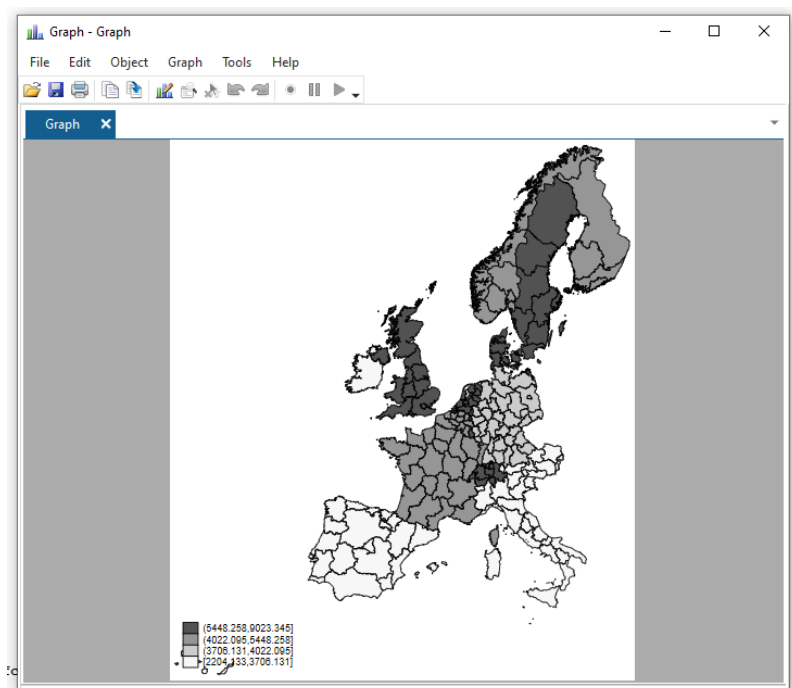 Graph - Graph
File Edit Object Graph Tools Help
Graph
(5448.258,9023.345]
(4022.095,5448.258]
(3706.131,4022.095]
[2204.133,3706.131]